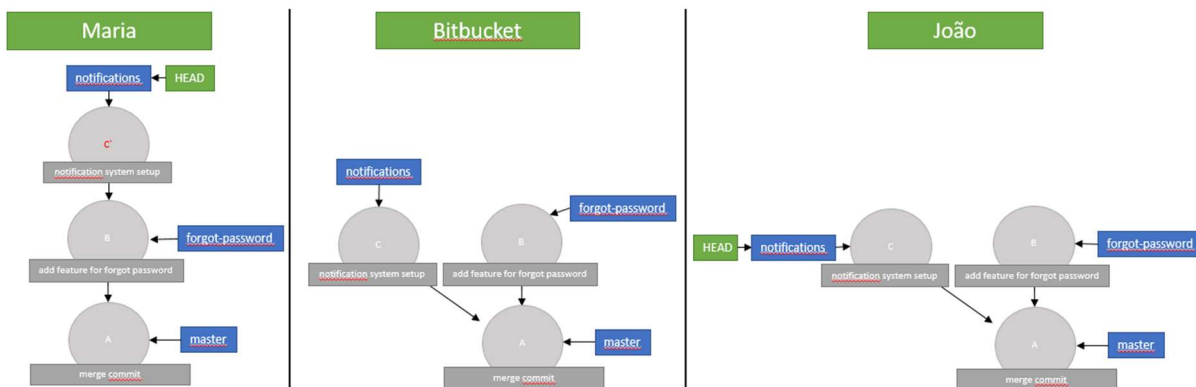 Maria
notifications
HEAD
C'
notification system setup
B
forgot-password
add feature for forgot password
A
master
merge commit
Bitbucket
notifications
forgot-password
C
B
notification system setup
add feature for forgot password
A
master
merge commit
João
HEAD
notifications
C
B
forgot-password
notification system setup
add feature for forgot password
A
master
merge commit